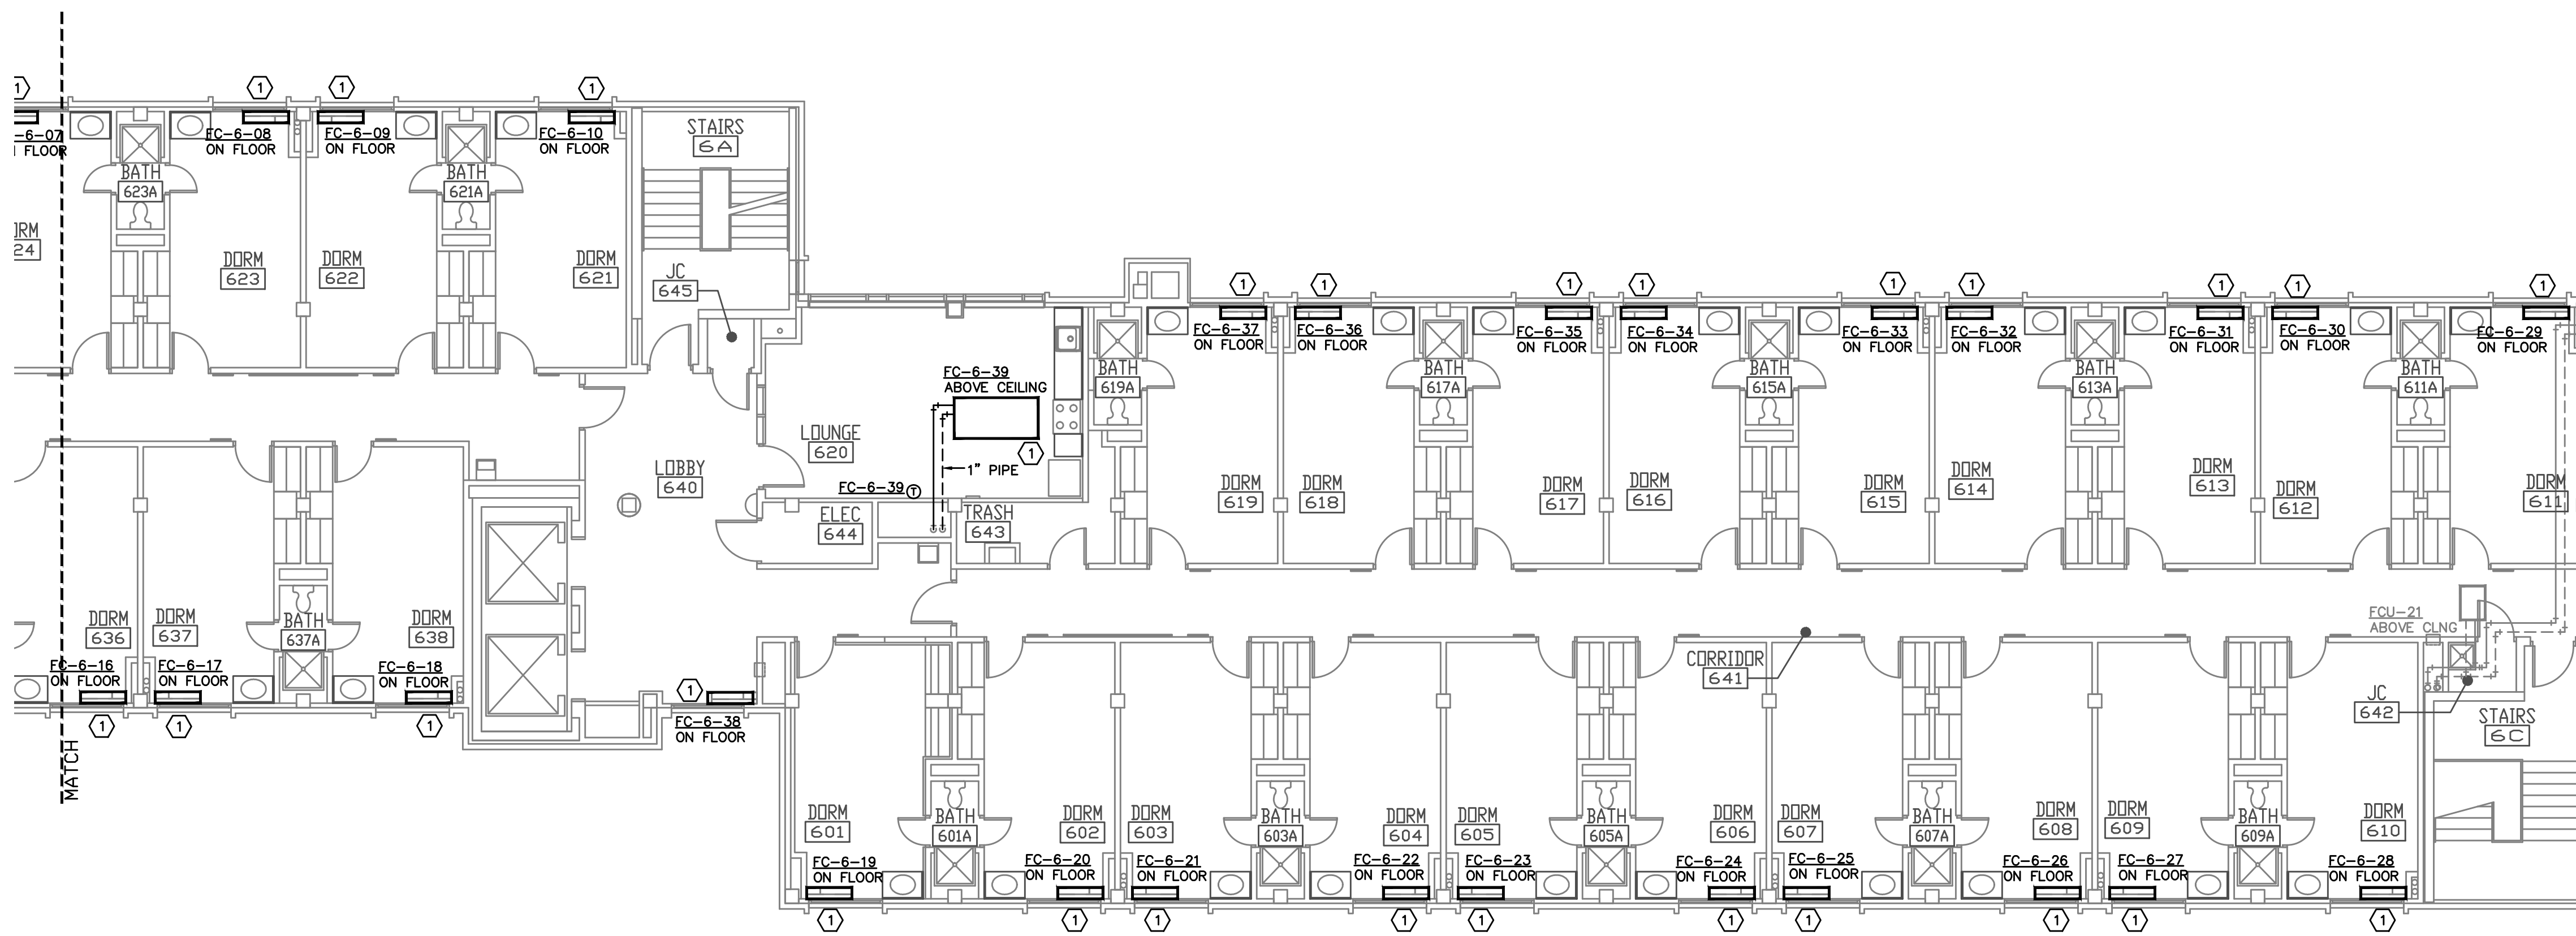 1
1
1
1
-6-07
FLOOR
FC-6-08
ON FLOOR
FC-6-09
ON FLOOR
FC-6-10
ON FLOOR
STAIRS
6A
BATH
623A
BATH
621A
24
DORM
623
DORM
622
DORM
621
JC
645
1
1
1
1
1
1
1
1
1
FC-6-37
ON FLOOR
FC-6-36
ON FLOOR
FC-6-35
ON FLOOR
FC-6-34
ON FLOOR
FC-6-33
ON FLOOR
FC-6-32
ON FLOOR
FC-6-31
ON FLOOR
FC-6-30
ON FLOOR
FC-6-29
ON FLOOR
FC-6-39
ABOVE CEILING
BATH
619A
BATH
617A
BATH
615A
BATH
613A
BATH
611A
LOUNGE
620
1
1" PIPE
LOBBY
640
FC-6-39
T
ELEC
644
TRASH
643
DORM
619
DORM
618
DORM
617
DORM
616
DORM
615
DORM
614
DORM
613
DORM
612
DORM
611
DORM
636
DORM
637
BATH
637A
DORM
638
FC-6-16
ON FLOOR
FC-6-17
ON FLOOR
FC-6-18
ON FLOOR
1
1
1
1
FC-6-38
ON FLOOR
MATCH
CORRIDOR
641
FCU-21
ABOVE CLNG
JC
642
STAIRS
6C
DORM
601
BATH
601A
DORM
602
DORM
603
BATH
603A
DORM
604
DORM
605
BATH
605A
DORM
606
DORM
607
BATH
607A
DORM
608
DORM
609
BATH
609A
DORM
610
FC-6-19
ON FLOOR
FC-6-20
ON FLOOR
FC-6-21
ON FLOOR
FC-6-22
ON FLOOR
FC-6-23
ON FLOOR
FC-6-24
ON FLOOR
FC-6-25
ON FLOOR
FC-6-26
ON FLOOR
FC-6-27
ON FLOOR
FC-6-28
ON FLOOR
1
1
1
1
1
1
1
1
1
1